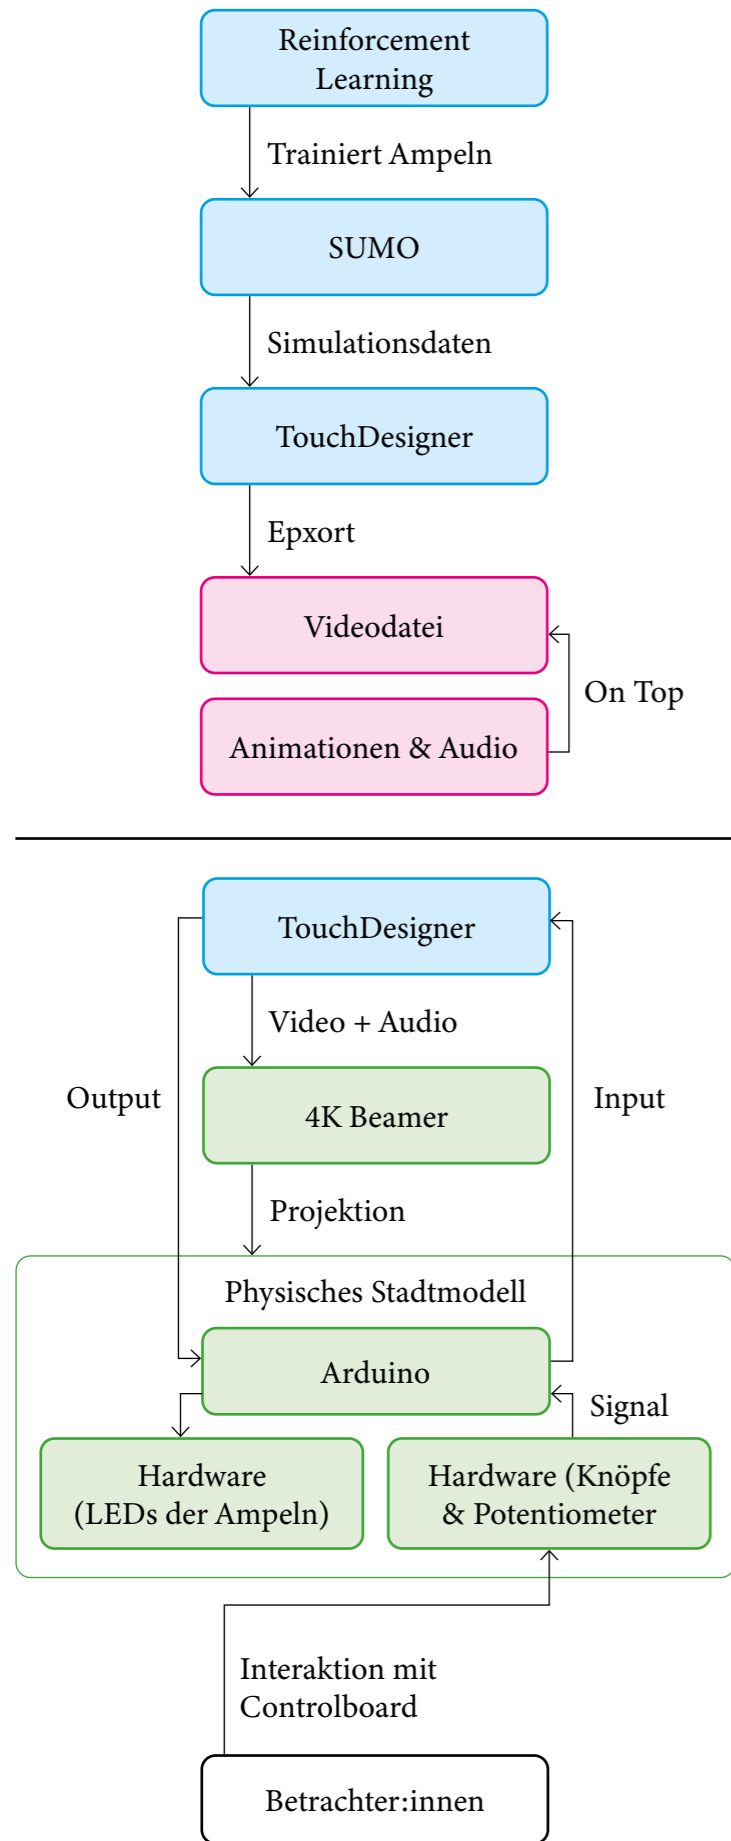 Reinforcement
Learning
Trainiert Ampeln
SUMO
Simulationsdaten
TouchDesigner
Epxort
Videodatei
On Top
Animationen & Audio
TouchDesigner
Video + Audio
Output
4K Beamer
Input
Projektion
Physisches Stadtmodell
Arduino
Signal
Hardware
(LEDs der Ampeln)
Hardware (Knöpfe
& Potentiometer
Interaktion mit
Controlboard
Betrachter:innen